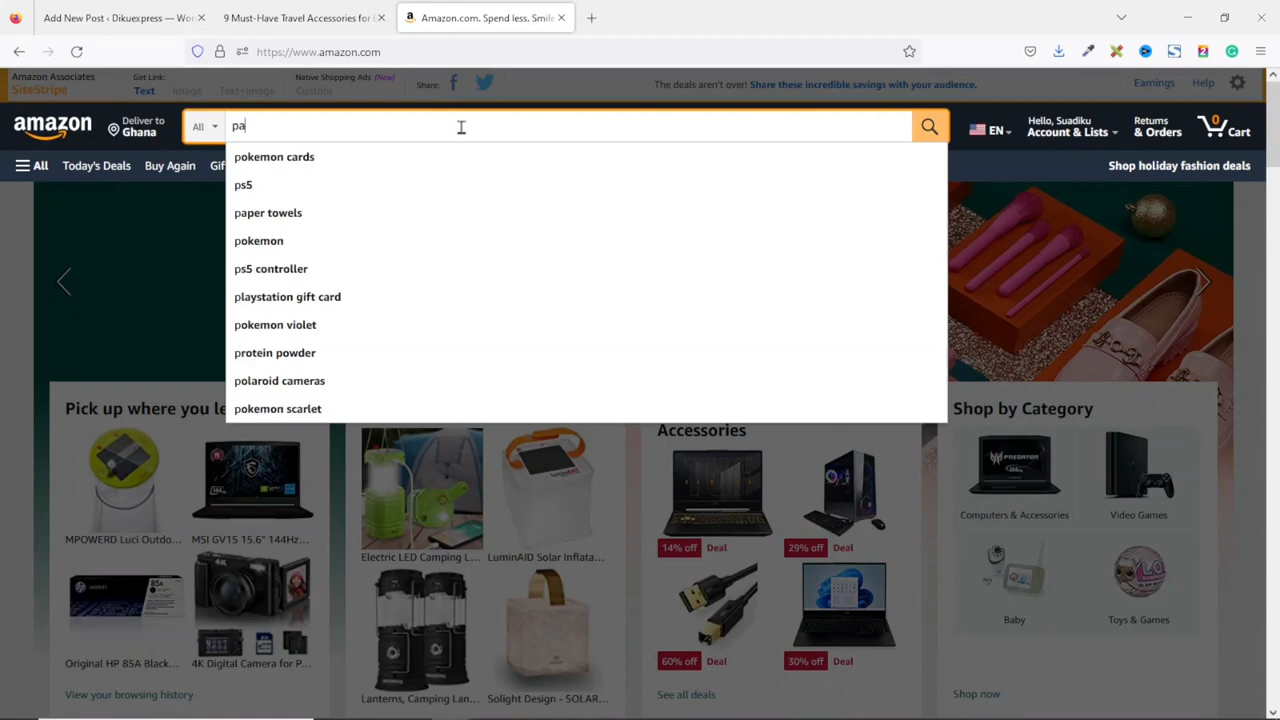 Add New Post ‹ Dikuexpress — Wor
9 Must-Have Travel Accessories for E
Amazon.com. Spend less. Smile
https://www.amazon.com
Amazon Associates
SiteStripe
Get Link:
Text
Image
Text+Image
Native Shopping Ads (New)
Custom
Share:
The deals aren't over! Share these incredible savings with your audience.
Earnings
Help
amazon
Deliver to
Ghana
All
pa
EN
Hello, Suadiku
Account & Lists
Returns
& Orders
0
Cart
All
Today's Deals
Buy Again
Gif
Shop holiday fashion deals
pokemon cards
ps5
paper towels
pokemon
ps5 controller
playstation gift card
pokemon violet
protein powder
polaroid cameras
pokemon scarlet
Pick up where you le
MPOWERD Luci Outdo...
MSI GV15 15.6" 144Hz...
Original HP 85A Black...
4K Digital Camera for P...
View your browsing history
Electric LED Camping L...
LuminAID Solar Inflata...
Lanterns, Camping Lan...
Solight Design - SOLAR...
Accessories
14% off
Deal
29% off
Deal
60% off
Deal
30% off
Deal
See all deals
Shop by Category
Computers & Accessories
Video Games
Baby
Toys & Games
Shop now